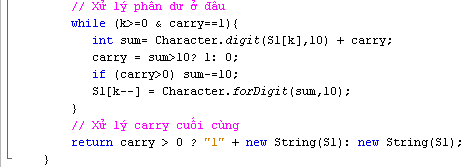 // Xử lý phân dư ở đâu
while (k>=0 & carry==1){
int sum= Character.digit(S1[k],10) + carry;
carry = sum>10? 1: 0;
if (carry>0) sum-=10;
S1[k--] = Character.forDigit(sum,10);
}
// Xử lý carry cuối cùng
return carry > 0 ? "1" + new String(S1): new String(S1);
}